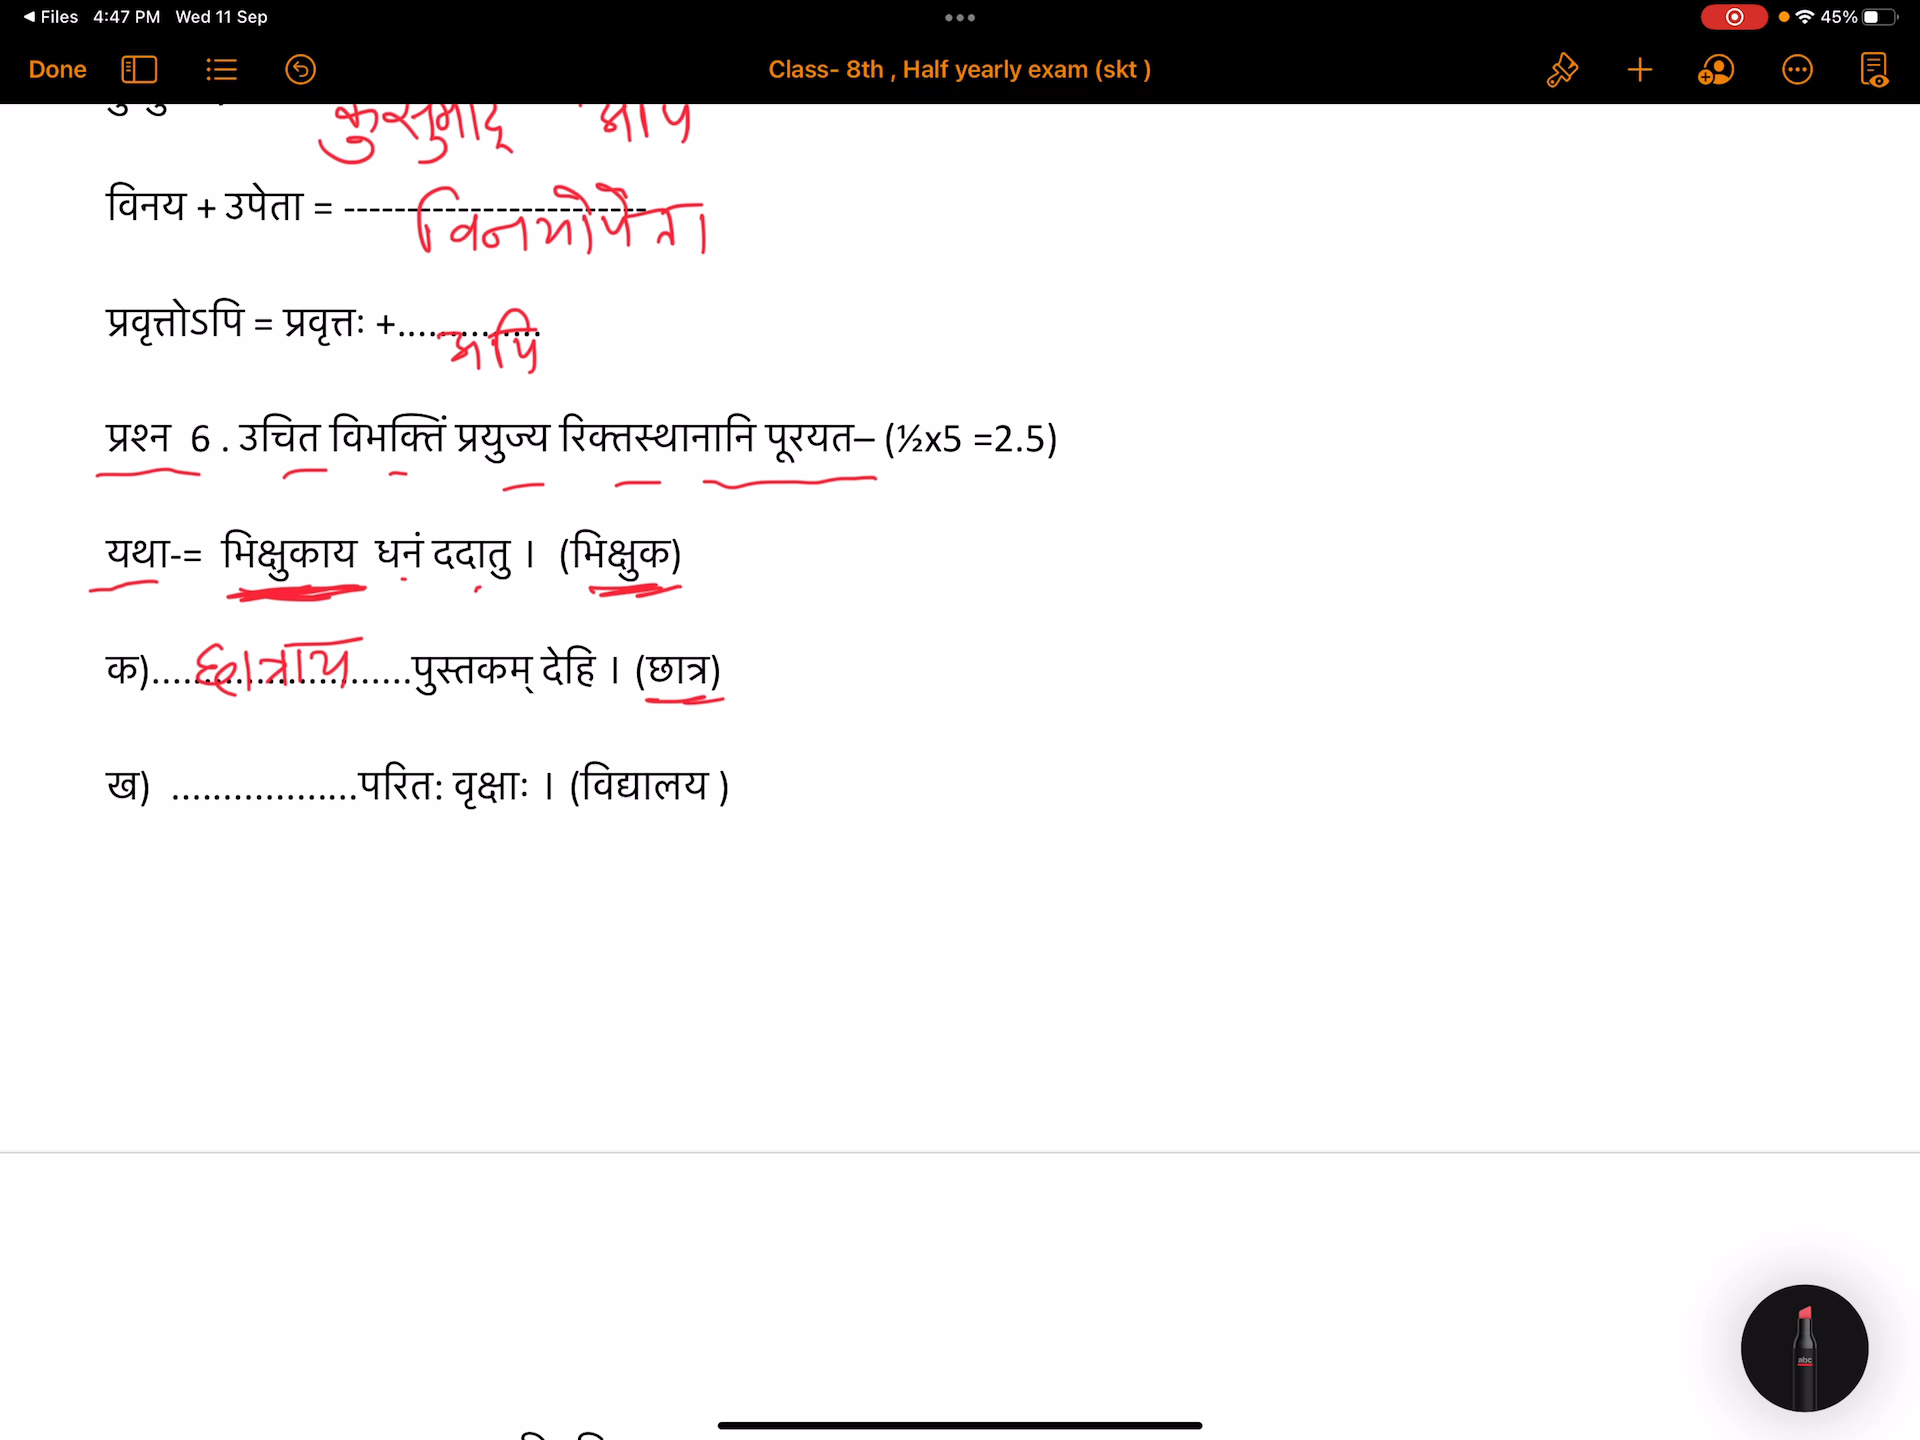 Files 4:47 PM Wed 11 Sep 45%
Done Class- 8th , Half yearly exam (skt )
विनय + उपेता = ------------------------ विनयोपेता
प्रवृत्तोऽपि = प्रवृत्तः +.............. अपि
प्रश्न 6 . उचित विभक्तिं प्रयुज्य रिक्तस्थानानि पूरयत– (½x5 =2.5)
यथा-= भिक्षुकाय धनं ददातु । (भिक्षुक)
क)....छात्राय......पुस्तकम् देहि । (छात्र)
ख) ..................परित: वृक्षाः । (विद्यालय )
abc